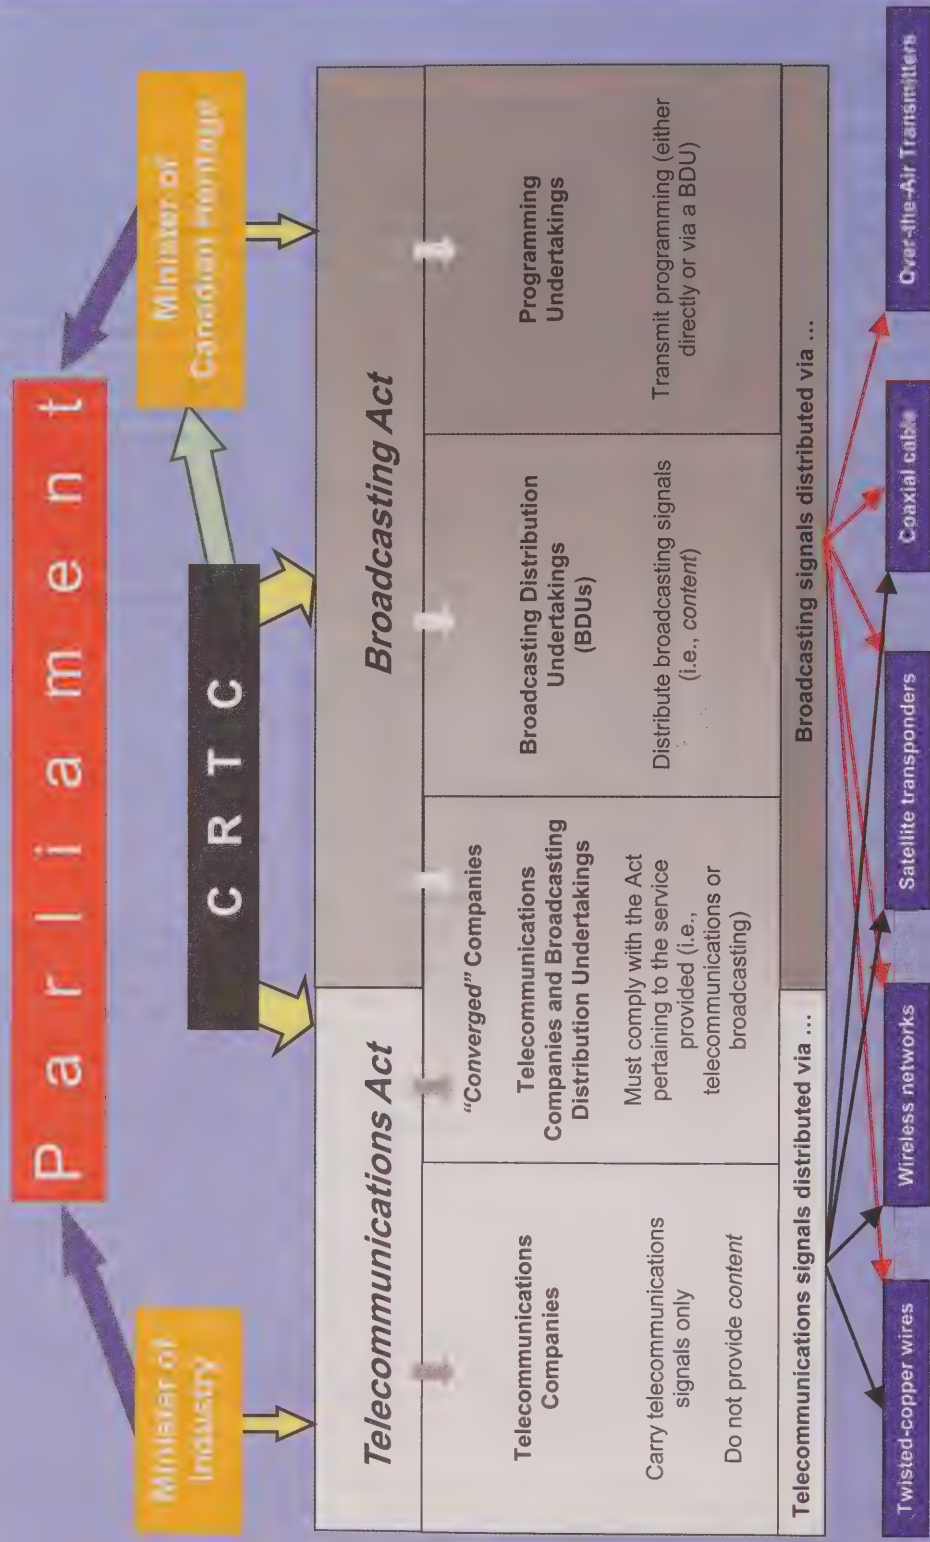 Parliament
Minister of
Industry
Minister of
Canadian Heritage
CRTC
Telecommunications Act
Broadcasting Act
Telecommunications
Companies
Carry telecommunications
signals only
Do not provide content
“Converged” Companies
Telecommunications
Companies and Broadcasting
Distribution Undertakings
Must comply with the Act
pertaining to the service
provided (i.e.,
telecommunications or
broadcasting)
Broadcasting Distribution
Undertakings
(BDUs)
Distribute broadcasting signals
(i.e., content)
Programming
Undertakings
Transmit programming (either
directly or via a BDU)
Telecommunications signals distributed via ...
Broadcasting signals distributed via ...
Twisted-copper wires
Wireless networks
Satellite transponders
Coaxial cable
Over-the-Air Transmitters